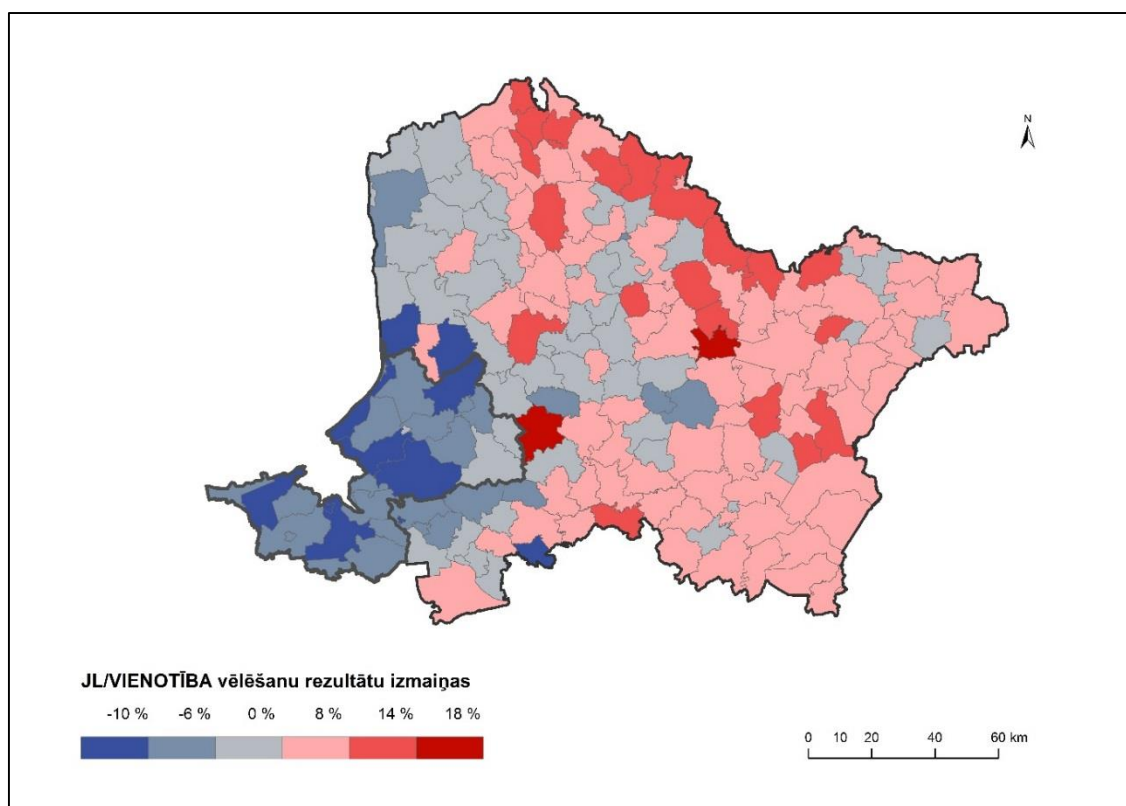 N
JL/VIENOTĪBA vēlēšanu rezultātu izmaiņas
-10 % -6 % 0 % 8 % 14 % 18 %
0 10 20 40 60 km